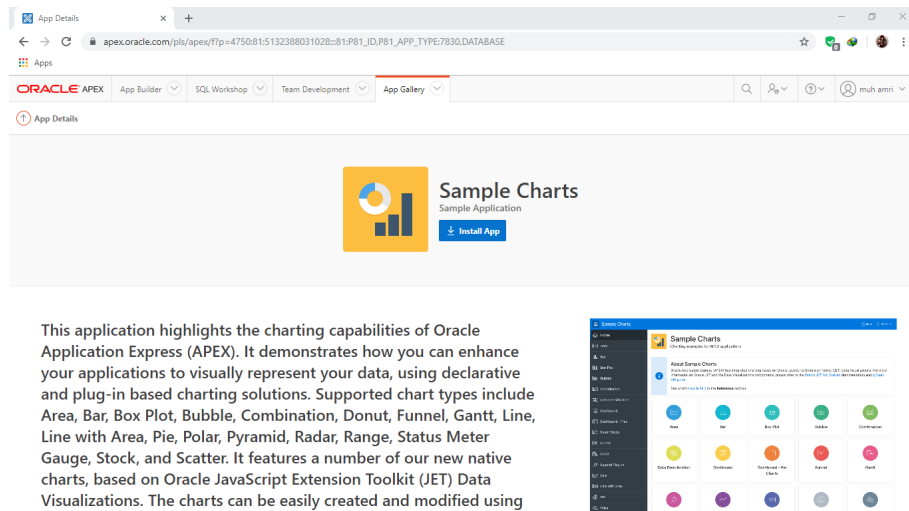 App Details
apex.oracle.com/pls/apex/f?p=4750:81:5132388031028:::81:P81_ID,P81_APP_TYPE:7830,DATABASE
Apps
ORACLE APEX App Builder SQL Workshop Team Development App Gallery muh amri
App Details
Sample Charts
Sample Application
Install App
This application highlights the charting capabilities of Oracle
Application Express (APEX). It demonstrates how you can enhance
your applications to visually represent your data, using declarative
and plug-in based charting solutions. Supported chart types include
Area, Bar, Box Plot, Bubble, Combination, Donut, Funnel, Gantt, Line,
Line with Area, Pie, Polar, Pyramid, Radar, Range, Status Meter
Gauge, Stock, and Scatter. It features a number of our new native
charts, based on Oracle JavaScript Extension Toolkit (JET) Data
Visualizations. The charts can be easily created and modified using
Sample Charts
Home
Sample Charts
Charting examples for APEX applications
About Sample Charts
Area
Bar
Box Plot
Bubble
Combination
Dashboard
Funnel
Gantt